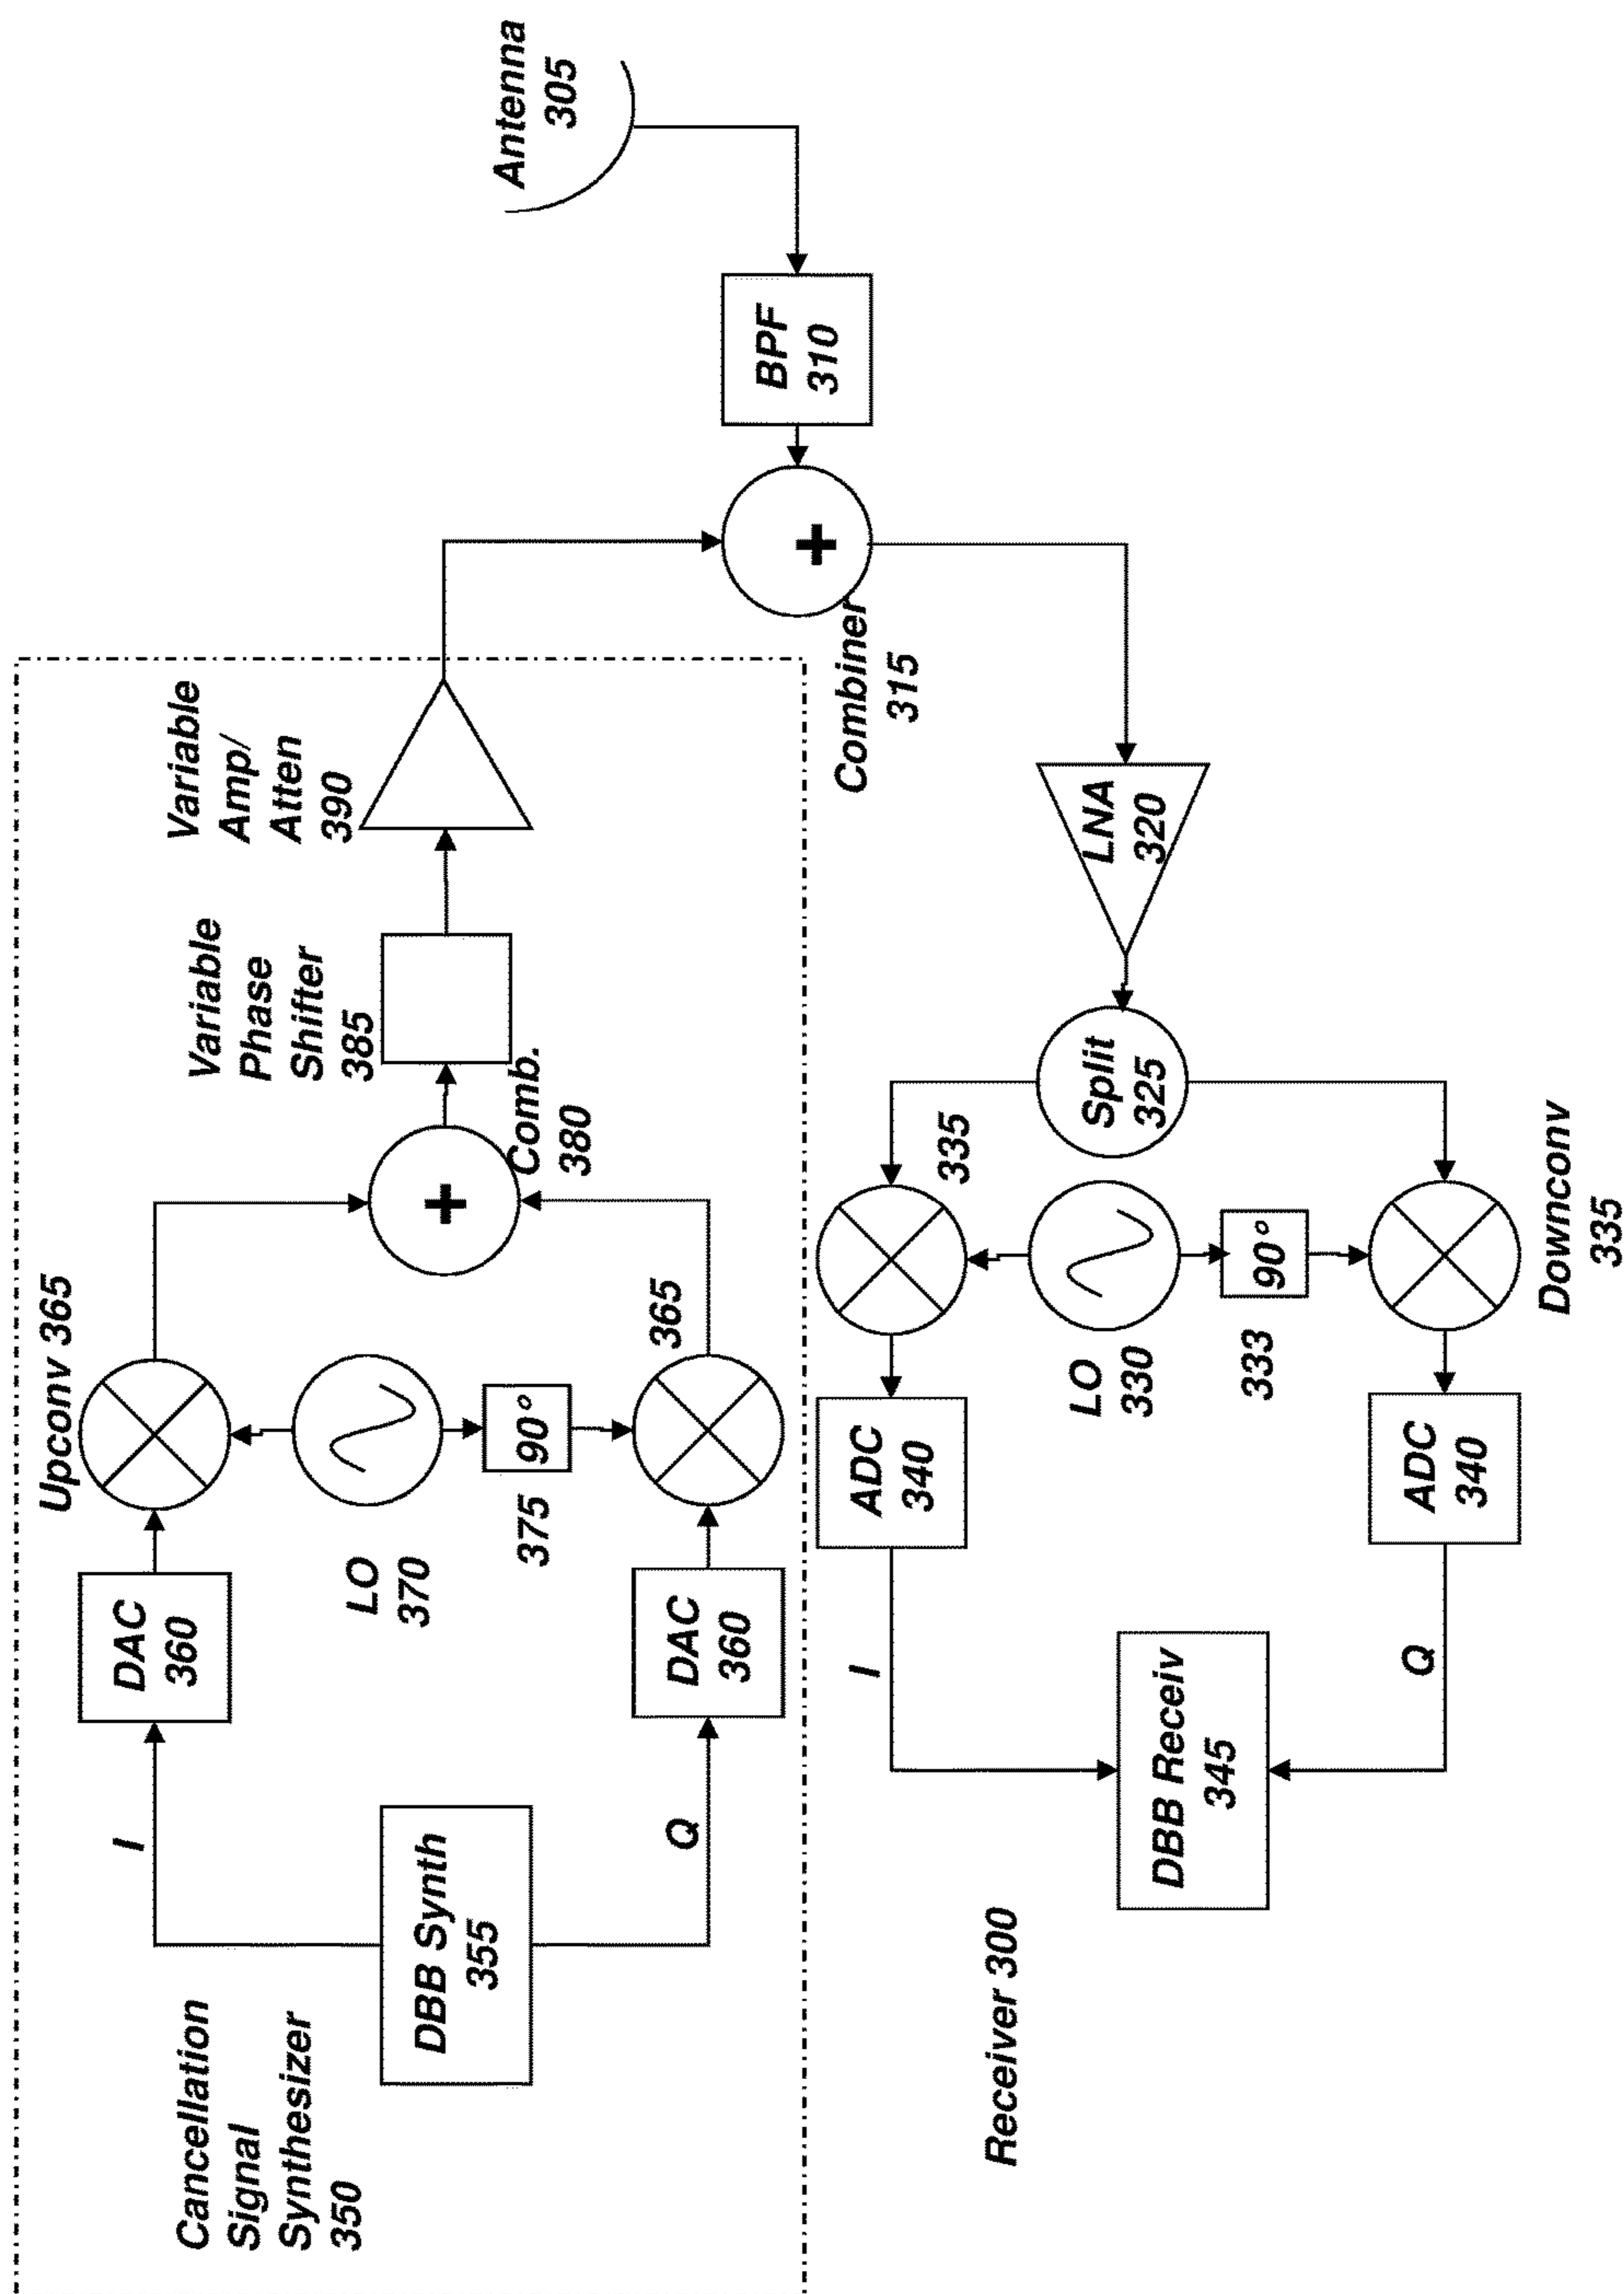 Cancellation
Signal
Synthesizer
350
DBB Synth
355
I
Q
DAC
360
DAC
360
Upconv 365
LO
370
90°
375
365
+
Comb.
380
Variable
Phase
Shifter
385
Variable
Amp/
Atten
390
Antenna
305
BPF
310
+
Combiner
315
LNA
320
Split
325
335
LO
330
90°
333
Downconv
335
ADC
340
ADC
340
I
Q
DBB Receiv
345
Receiver 300